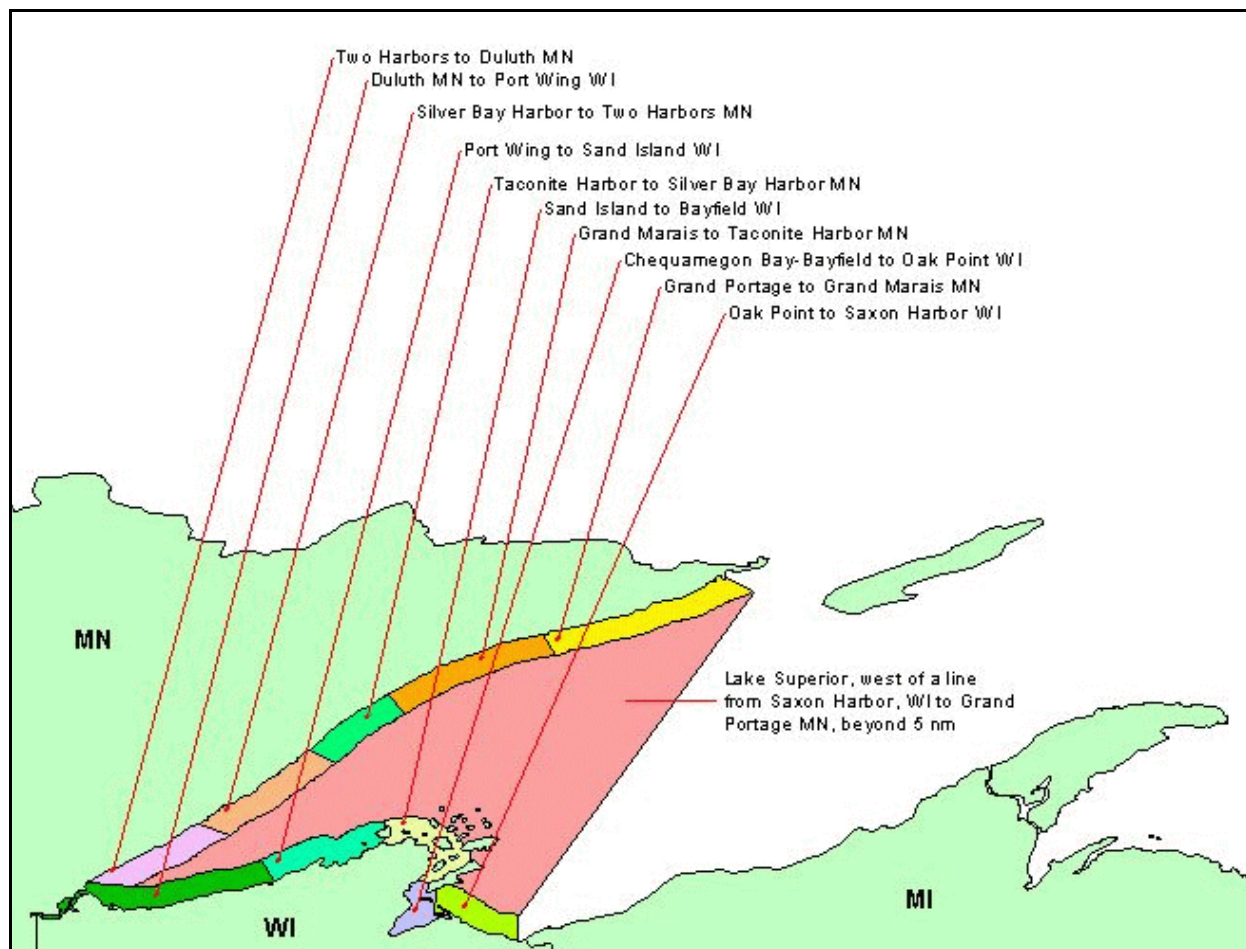 Two Harbors to Duluth MN
Duluth MN to Port Wing WI
Silver Bay Harbor to Two Harbors MN
Port Wing to Sand Island WI
Taconite Harbor to Silver Bay Harbor MN
Sand Island to Bayfield WI
Grand Marais to Taconite Harbor MN
Chequamegon Bay-Bayfield to Oak Point WI
Grand Portage to Grand Marais MN
Oak Point to Saxon Harbor WI
MN
Lake Superior, west of a line
from Saxon Harbor, WI to Grand
Portage MN, beyond 5 nm
WI
MI